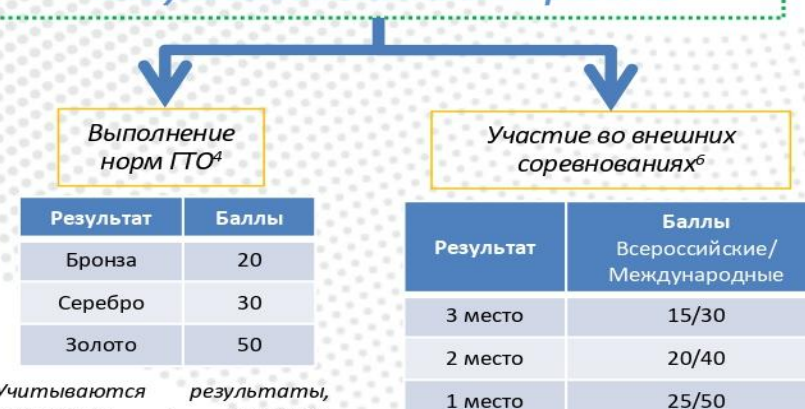 Выполнение
норм ГТО⁴
Результат Баллы
Бронза 20
Серебро 30
Золото 50
Учитываются результаты,
Участие во внешних
соревнованиях⁶
Результат Баллы
Всероссийские/
Международные
3 место 15/30
2 место 20/40
1 место 25/50